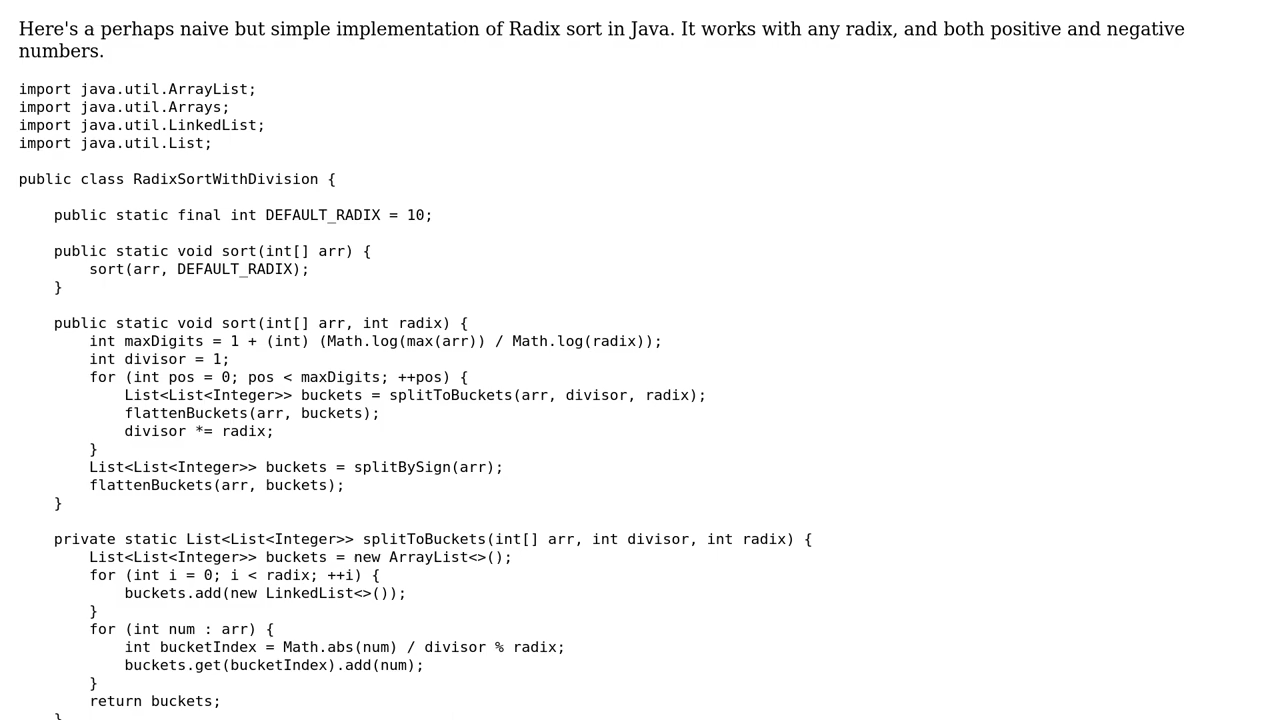 Here's a perhaps naive but simple implementation of Radix sort in Java. It works with any radix, and both positive and negative
numbers.
import java.util.ArrayList;
import java.util.Arrays;
import java.util.LinkedList;
import java.util.List;
public class RadixSortWithDivision {
    public static final int DEFAULT_RADIX = 10;
    public static void sort(int[] arr) {
        sort(arr, DEFAULT_RADIX);
    }
    public static void sort(int[] arr, int radix) {
        int maxDigits = 1 + (int) (Math.log(max(arr)) / Math.log(radix));
        int divisor = 1;
        for (int pos = 0; pos < maxDigits; ++pos) {
            List<List<Integer>> buckets = splitToBuckets(arr, divisor, radix);
            flattenBuckets(arr, buckets);
            divisor *= radix;
        }
        List<List<Integer>> buckets = splitBySign(arr);
        flattenBuckets(arr, buckets);
    }
    private static List<List<Integer>> splitToBuckets(int[] arr, int divisor, int radix) {
        List<List<Integer>> buckets = new ArrayList<>();
        for (int i = 0; i < radix; ++i) {
            buckets.add(new LinkedList<>());
        }
        for (int num : arr) {
            int bucketIndex = Math.abs(num) / divisor % radix;
            buckets.get(bucketIndex).add(num);
        }
        return buckets;
    }